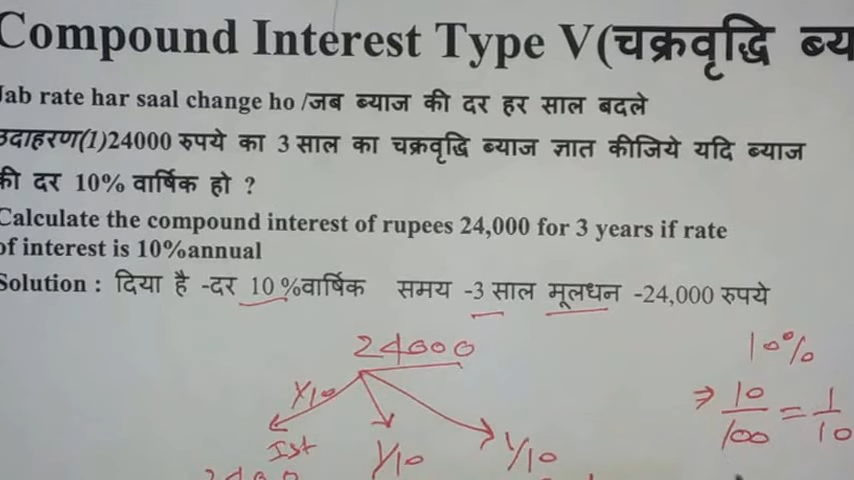 Compound Interest Type V(चक्रवृद्धि ब्य
Jab rate har saal change ho /जब ब्याज की दर हर साल बदले
उदाहरण(1)24000 रुपये का 3 साल का चक्रवृद्धि ब्याज ज्ञात कीजिये यदि ब्याज
की दर 10% वार्षिक हो ?
Calculate the compound interest of rupees 24,000 for 3 years if rate
of interest is 10%annual
Solution : दिया है -दर 10 %वार्षिक समय -3 साल मूलधन -24,000 रुपये
24000
10%
1/10
⇒ 10/100 = 1/10
Ist
1/10 1/10
2400